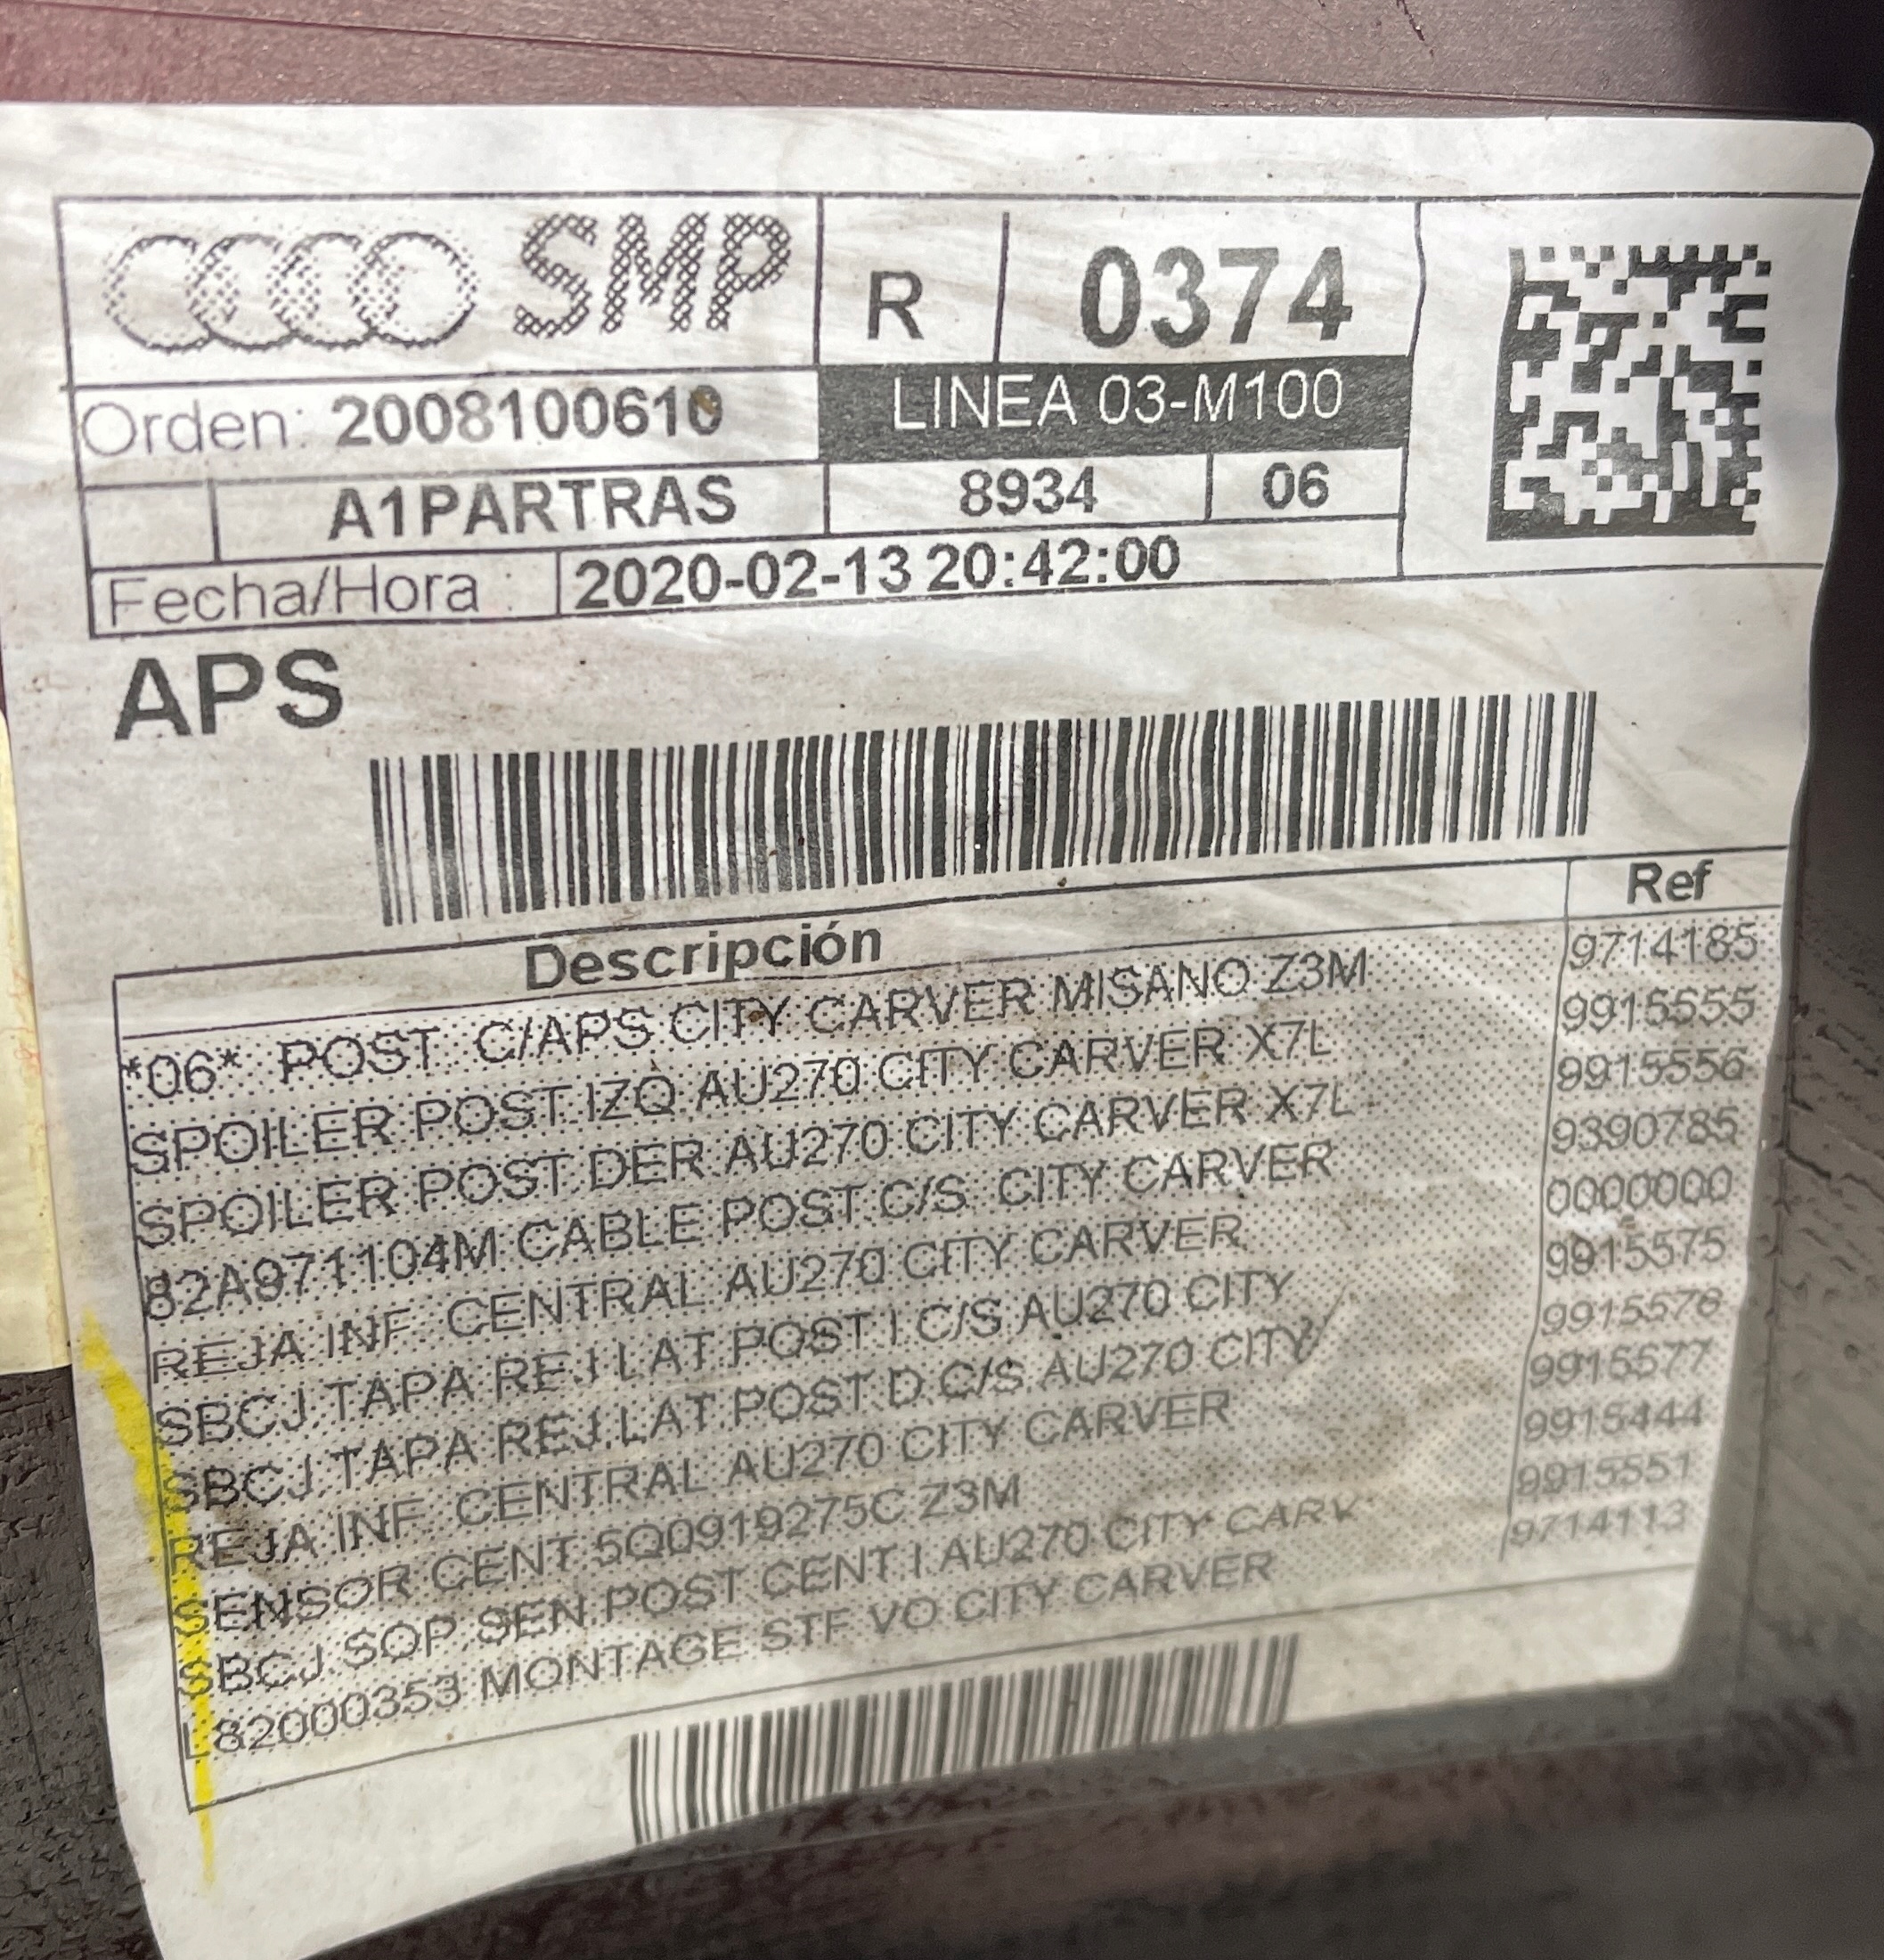 SMP
R 0374
Orden: 2008100610
LINEA 03-M100
A1PARTRAS 8934 06
Fecha/Hora : 2020-02-13 20:42:00
APS
Descripción Ref
*06* POST C/APS CITY CARVER MISANO Z3M 9714185
SPOILER POST IZQ AU270 CITY CARVER X7L 9915555
SPOILER POST DER AU270 CITY CARVER X7L 9915556
82A971104M CABLE POST C/S CITY CARVER 9390785
REJA INF CENTRAL AU270 CITY CARVER 0000000
SBCJ TAPA REJ LAT POST I C/S AU270 CITY 9915575
SBCJ TAPA REJ LAT POST D C/S AU270 CITY 9915576
REJA INF CENTRAL AU270 CITY CARVER 9915577
SENSOR CENT 5Q0919275C Z3M 9915444
SBCJ SOP SEN POST CENT I AU270 CITY CARV 9915551
L82000353 MONTAGE STF VO CITY CARVER 9714113